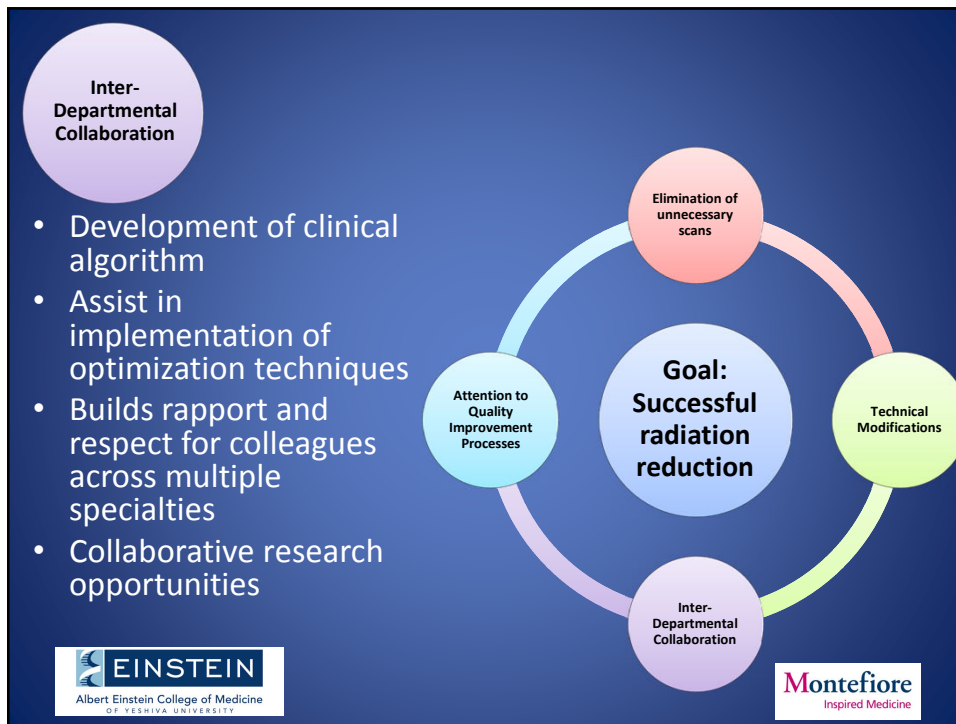 Inter-
Departmental
Collaboration
• Development of clinical
algorithm
• Assist in
implementation of
optimization techniques
• Builds rapport and
respect for colleagues
across multiple
specialties
• Collaborative research
opportunities
Elimination of
unnecessary
scans
Attention to
Quality
Improvement
Processes
Goal:
Successful
radiation
reduction
Technical
Modifications
Inter-
Departmental
Collaboration
EINSTEIN
Albert Einstein College of Medicine
OF YESHIVA UNIVERSITY
Montefiore
Inspired Medicine